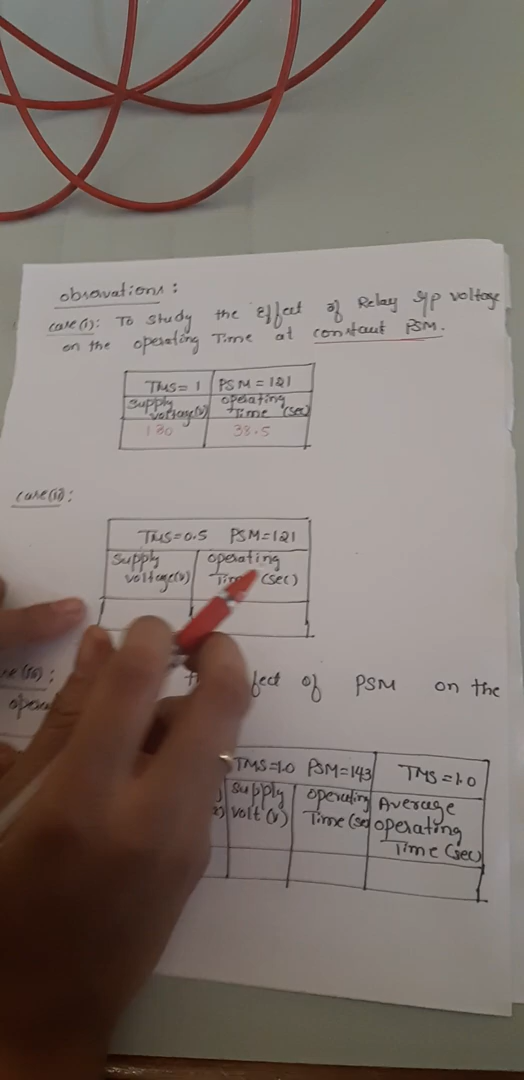 obsevations:
case(i): To study the Effect of Relay I/p voltage
on the operating Time at constant PSM.
TMS=1 PSM=121
Supply voltage(v) operating Time (sec)
130 38.5
case(ii):
TMS=0.5 PSM=121
Supply voltage(v) operating Time (sec)
fect of PSM on the
TMS=1.0 PSM=143 TMS=1.0
Supply volt'(v) operating Time (sec) Average operating Time (sec)